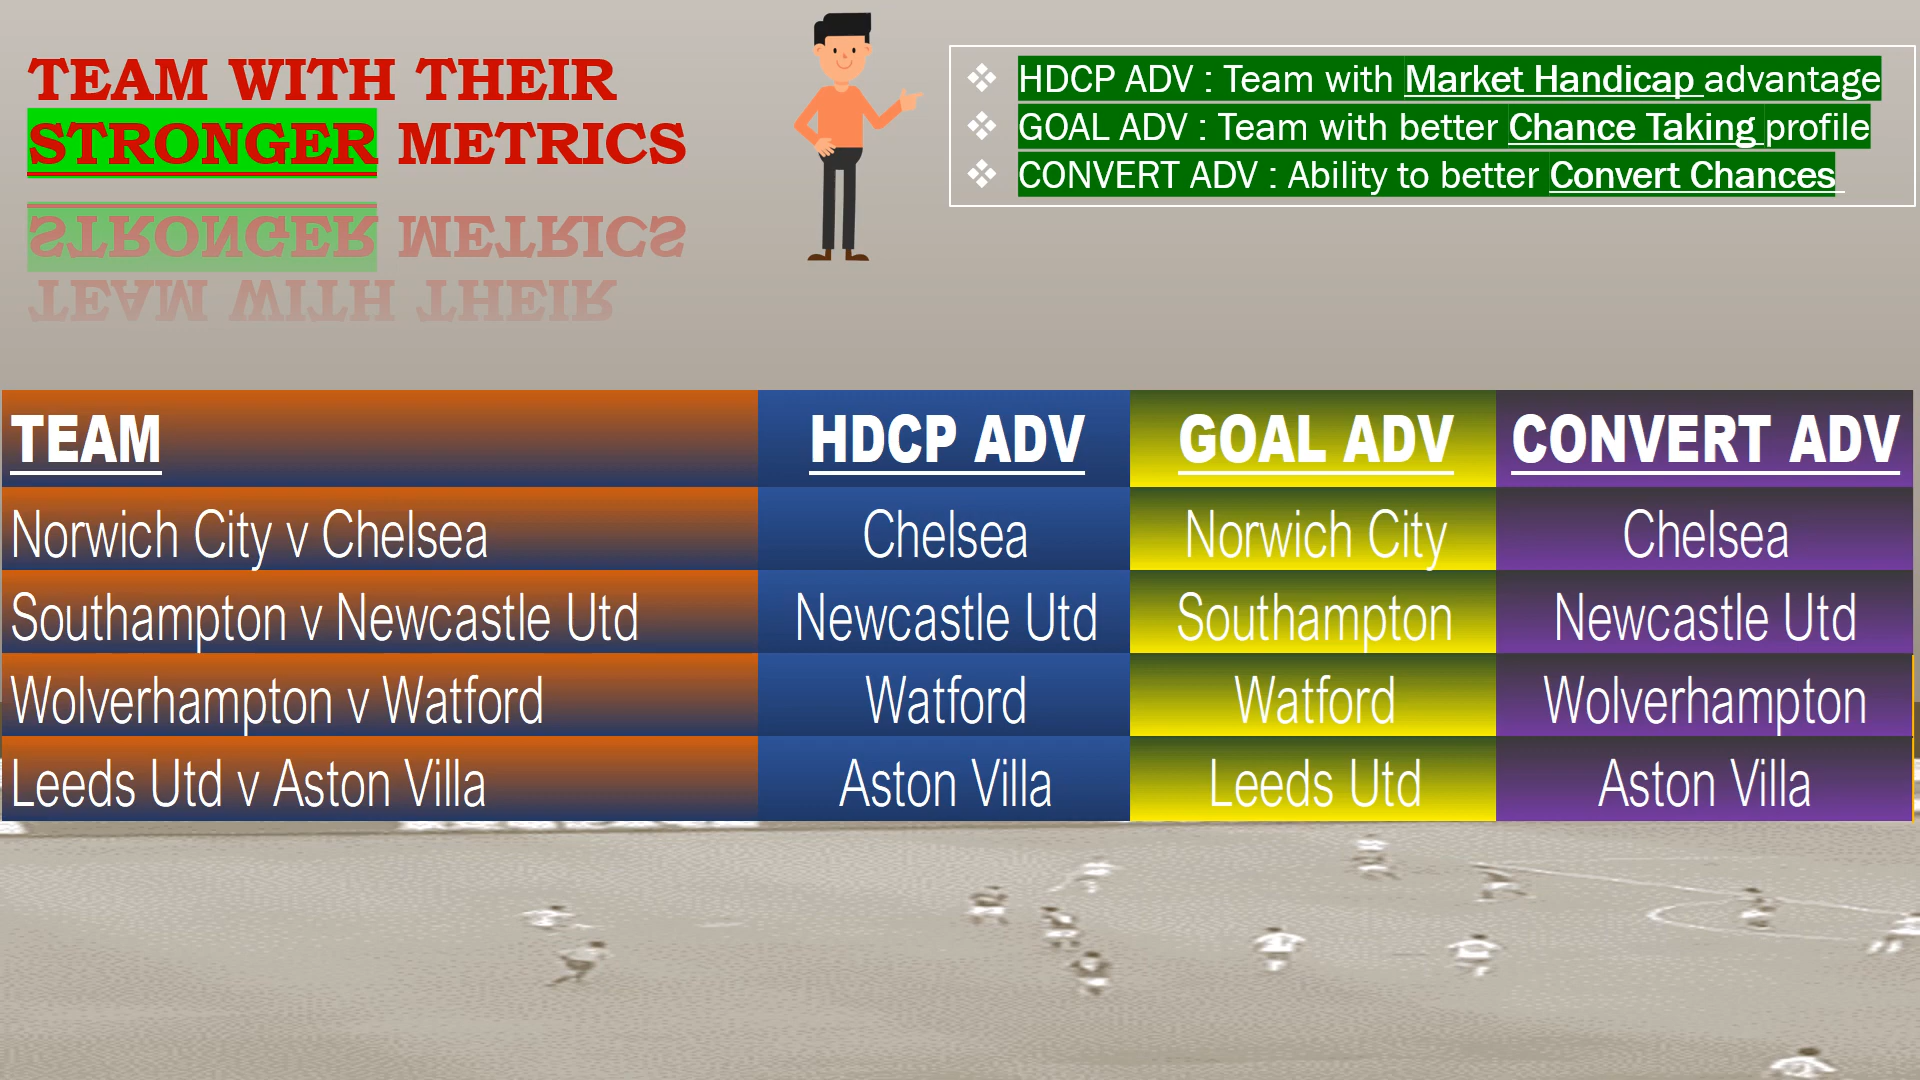 TEAM WITH THEIR
STRONGER METRICS
❖ HDCP ADV : Team with Market Handicap advantage
❖ GOAL ADV : Team with better Chance Taking profile
❖ CONVERT ADV : Ability to better Convert Chances
TEAM HDCP ADV GOAL ADV CONVERT ADV
Norwich City v Chelsea Chelsea Norwich City Chelsea
Southampton v Newcastle Utd Newcastle Utd Southampton Newcastle Utd
Wolverhampton v Watford Watford Watford Wolverhampton
Leeds Utd v Aston Villa Aston Villa Leeds Utd Aston Villa